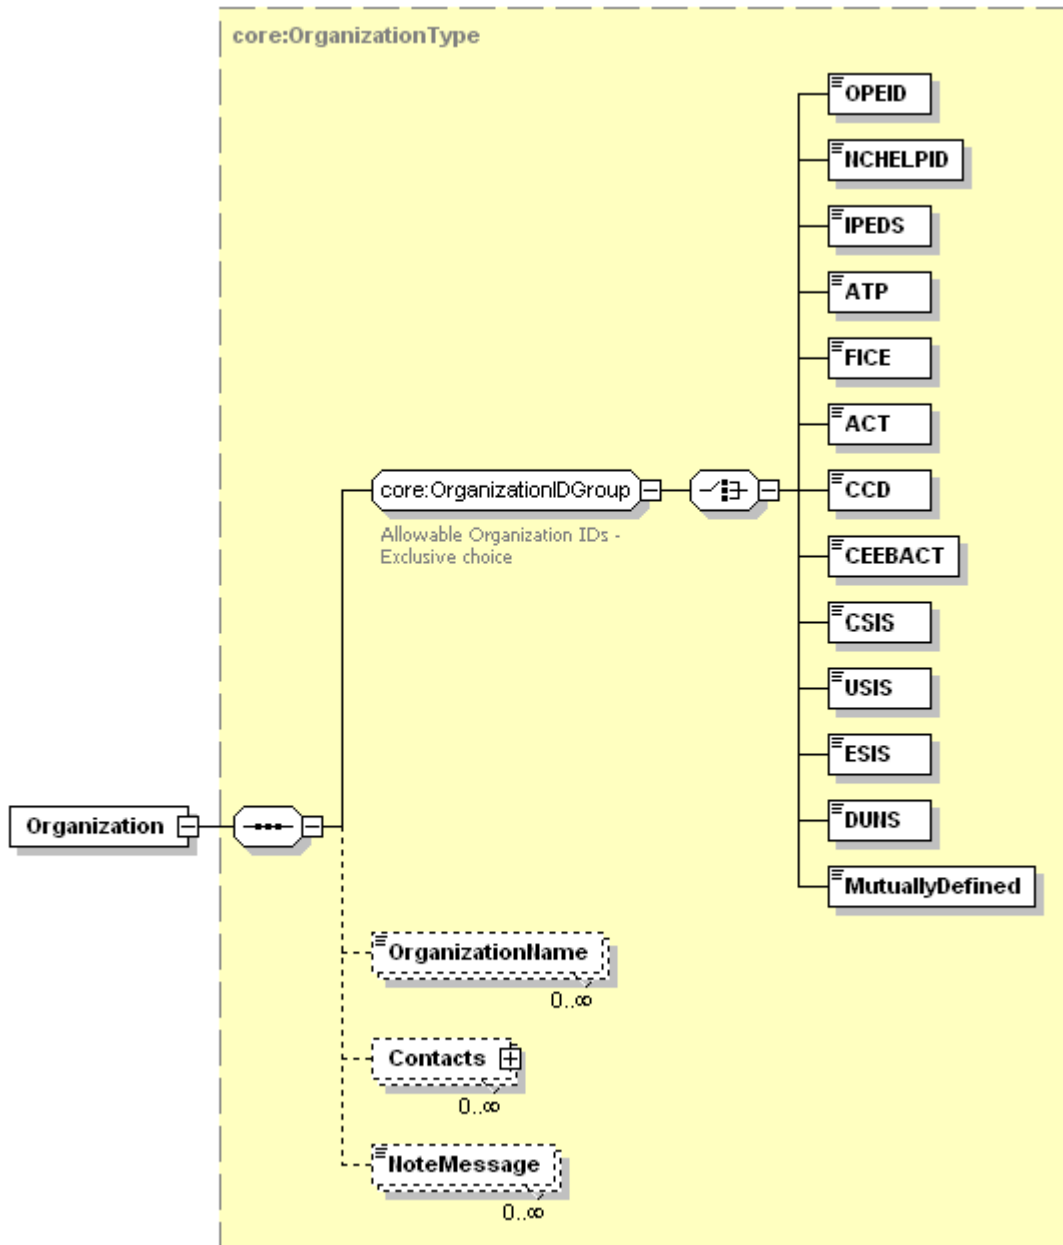 core:OrganizationType
OPEID
NCHELPID
IPEDS
ATP
FICE
ACT
core:OrganizationIDGroup
CCD
Allowable Organization IDs -
Exclusive choice
CEEBACT
CSIS
USIS
ESIS
Organization
DUNS
MutuallyDefined
OrganizationName
0..∞
Contacts
0..∞
NoteMessage
0..∞